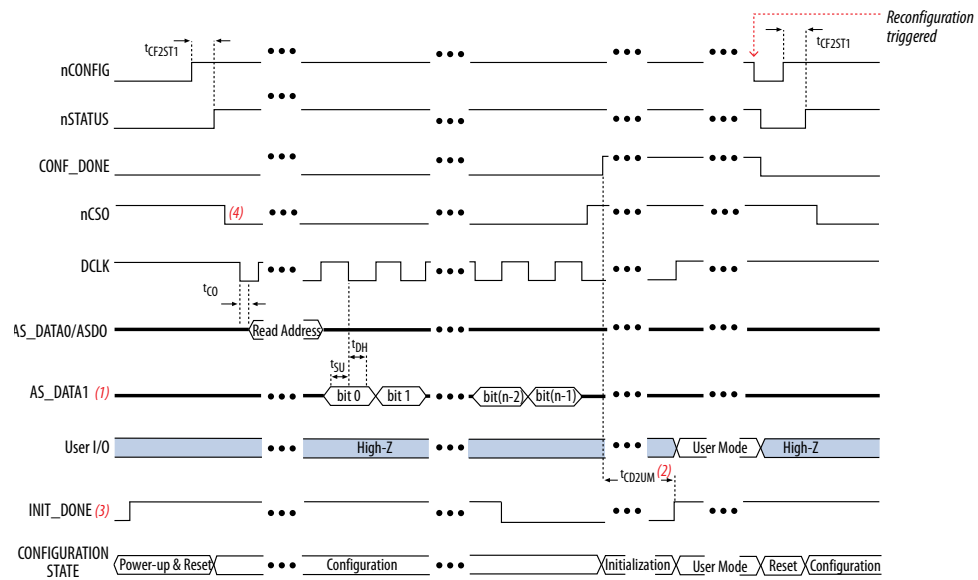 Reconfiguration
triggered
tCF2ST1
tCF2ST1
nCONFIG
nSTATUS
CONF_DONE
nCSO (4)
DCLK
tCO
AS_DATA0/ASDO Read Address
tSU tDH
AS_DATA1 (1) bit 0 bit 1 bit(n-2) bit(n-1)
User I/O High-Z User Mode High-Z
tCD2UM (2)
INIT_DONE (3)
CONFIGURATION
STATE
Power-up & Reset Configuration Initialization User Mode Reset Configuration